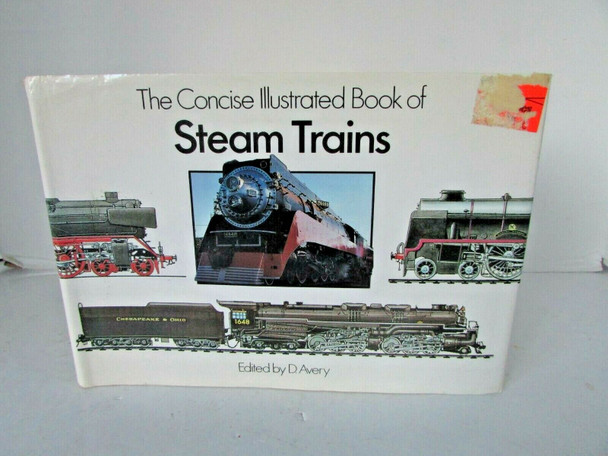 The Concise Illustrated Book of
Steam Trains
CHESAPEAKE & OHIO
1648
Edited by D. Avery